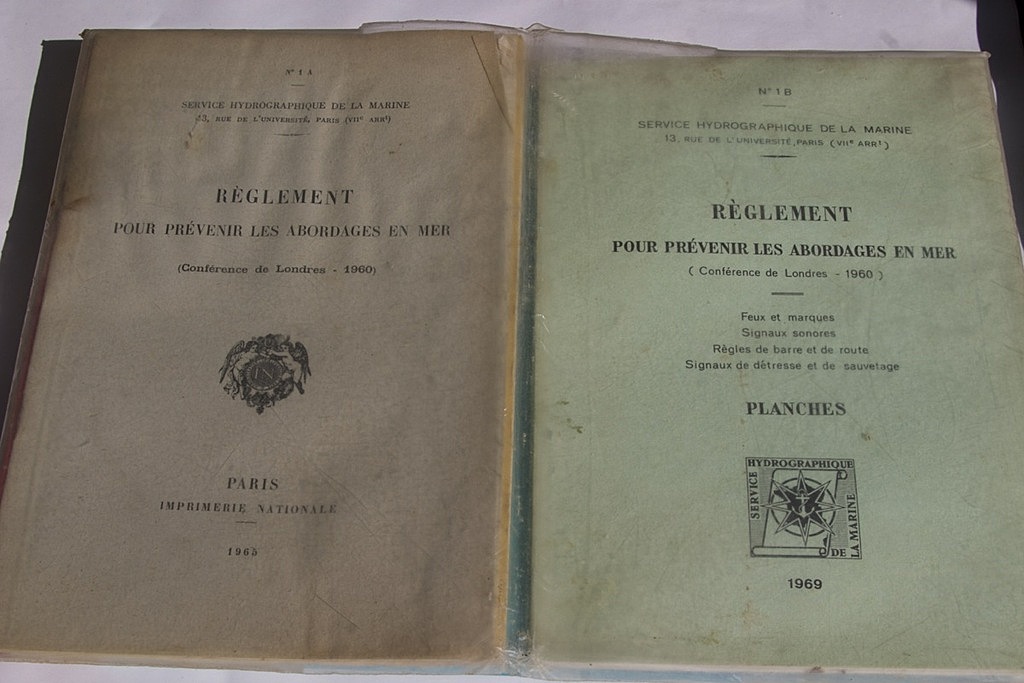 N° 1 A
SERVICE HYDROGRAPHIQUE DE LA MARINE
13, RUE DE L'UNIVERSITÉ, PARIS (VIIe ARRt)
RÈGLEMENT
POUR PRÉVENIR LES ABORDAGES EN MER
(Conférence de Londres - 1960)
PARIS
IMPRIMERIE NATIONALE
1965
N° 1 B
SERVICE HYDROGRAPHIQUE DE LA MARINE
13, RUE DE L'UNIVERSITÉ, PARIS (VIIe ARRt)
RÈGLEMENT
POUR PRÉVENIR LES ABORDAGES EN MER
( Conférence de Londres - 1960 )
Feux et marques
Signaux sonores
Règles de barre et de route
Signaux de détresse et de sauvetage
PLANCHES
SERVICE
HYDROGRAPHIQUE
DE
LA MARINE
1969